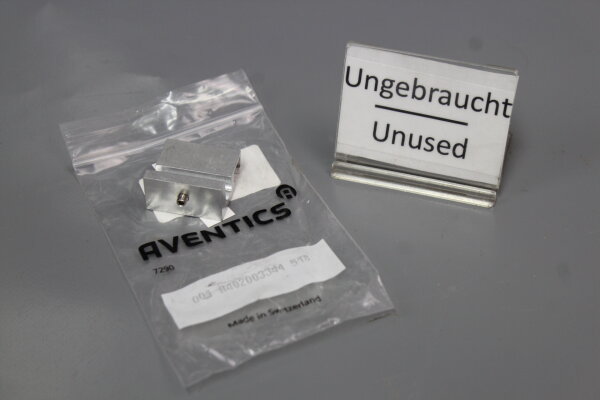 Ungebraucht
Unused
AVENTICS
7290
Made in Switzerland